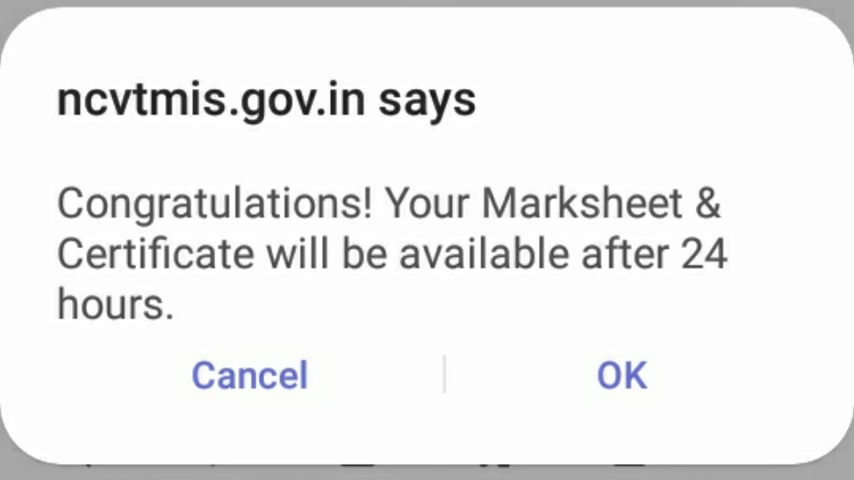 ncvtmis.gov.in says
Congratulations! Your Marksheet &
Certificate will be available after 24
hours.
Cancel
OK